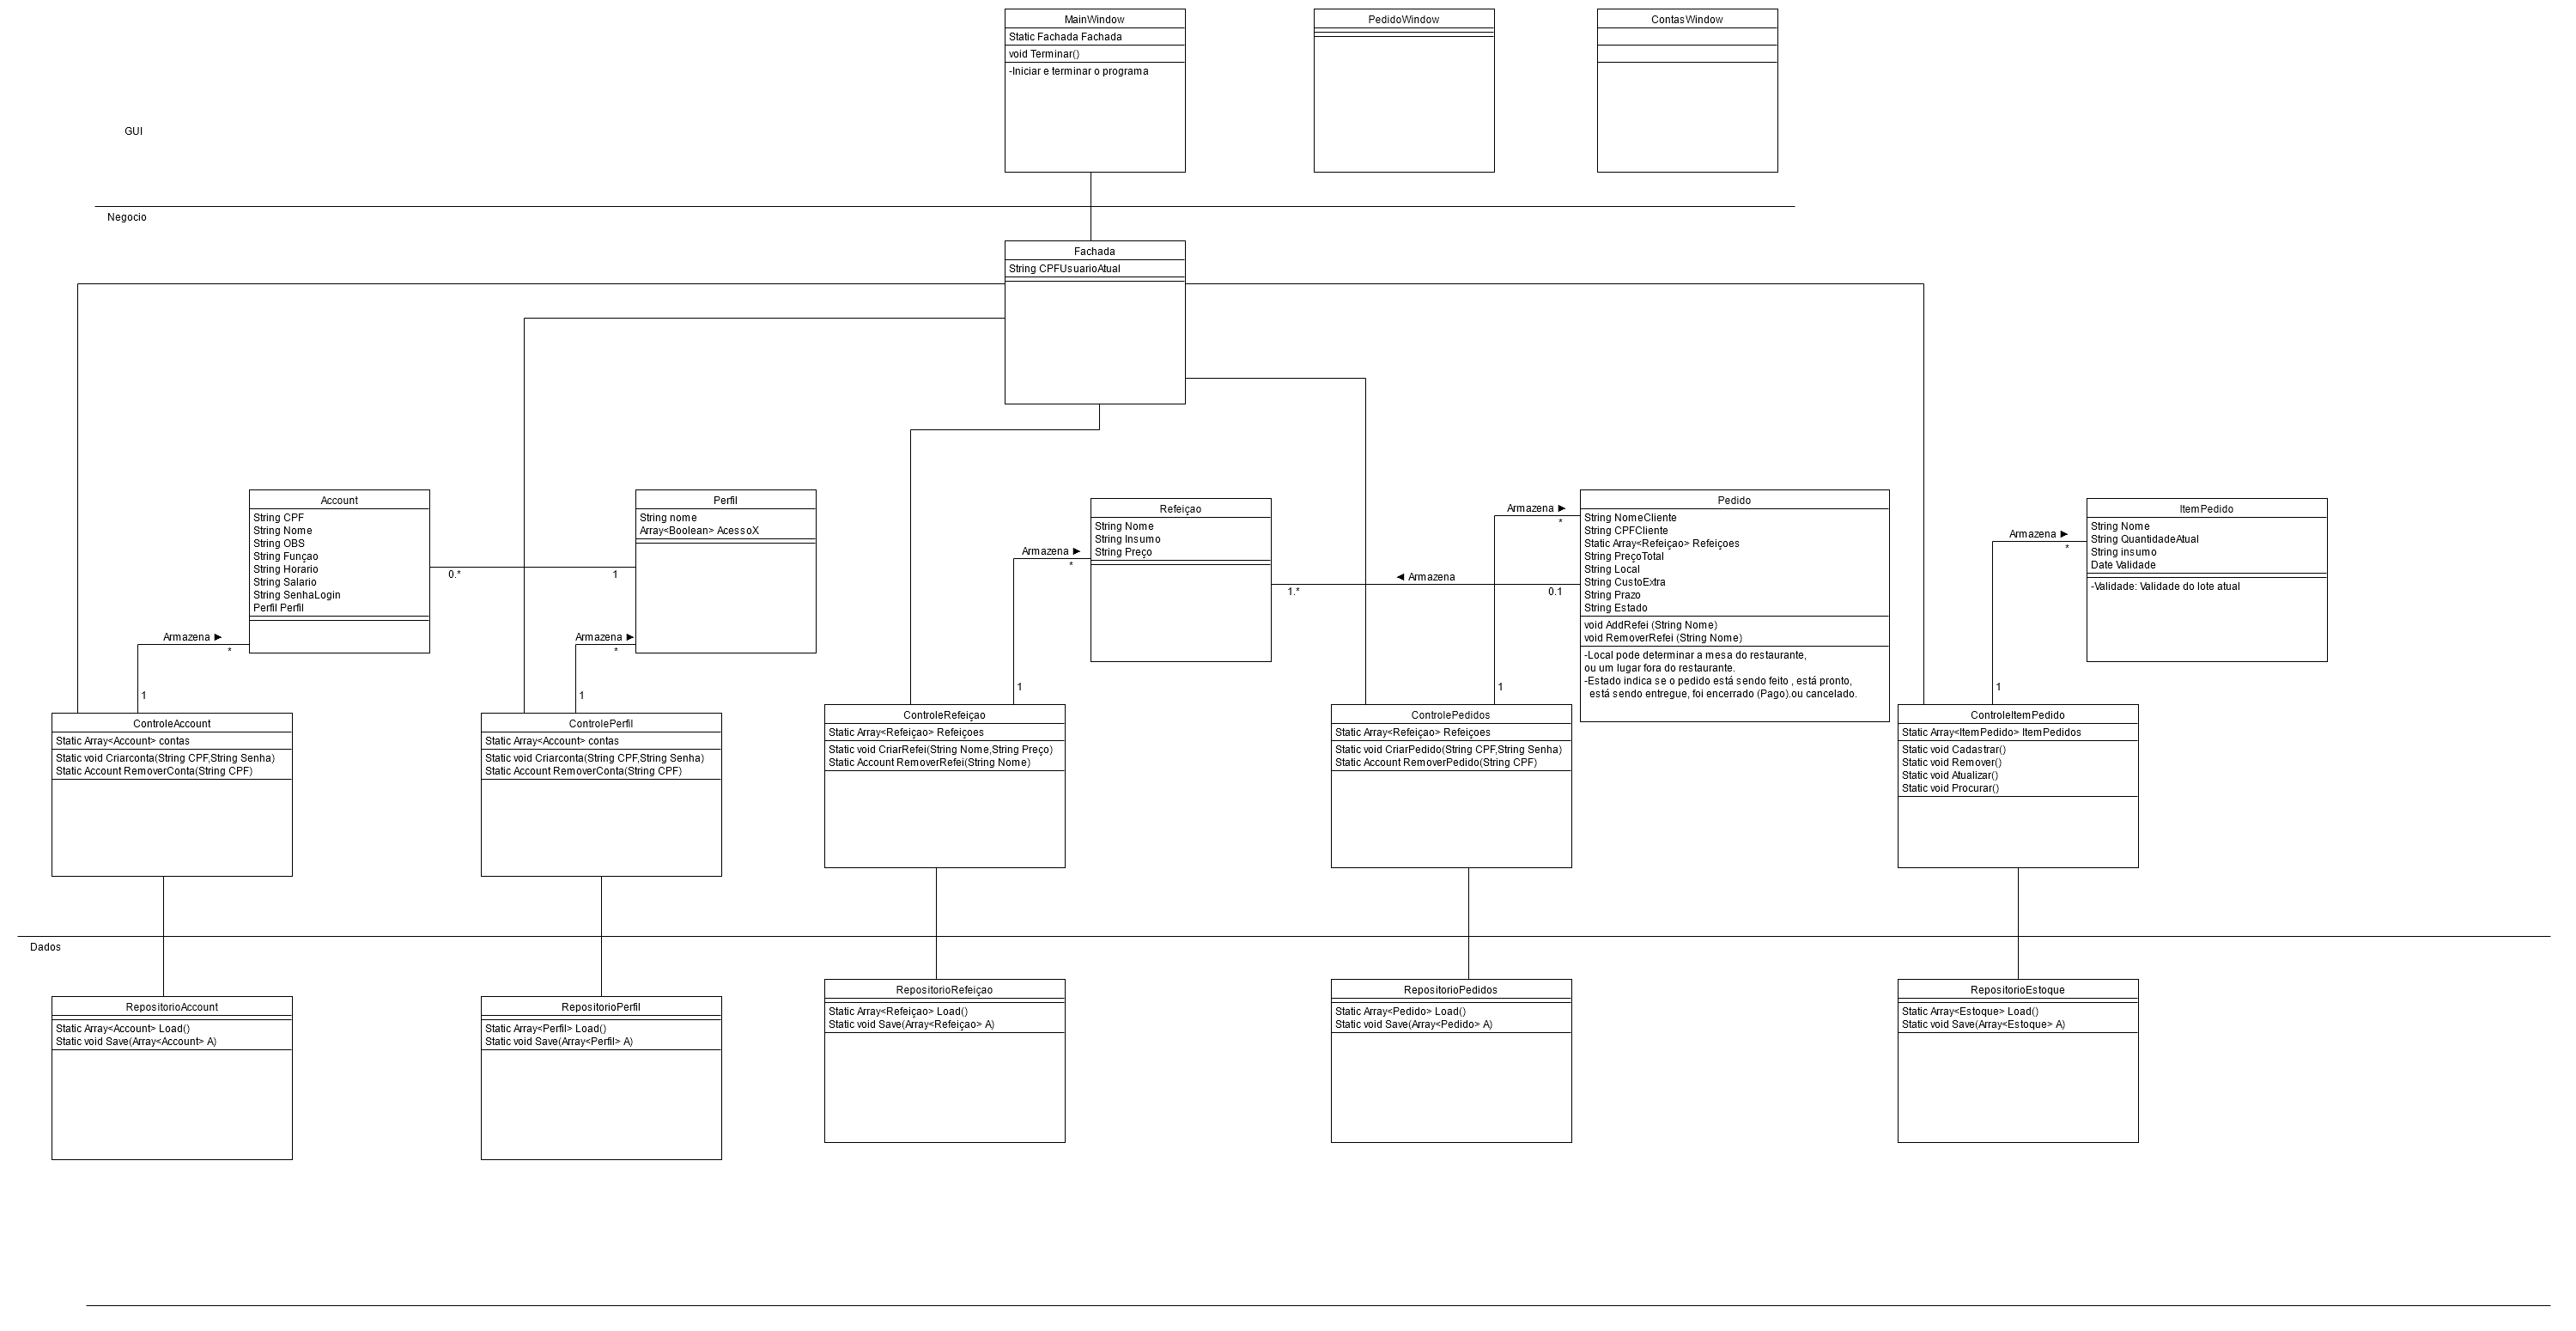 MainWindow
Static Fachada Fachada
void Terminar()
-Iniciar e terminar o programa
PedidoWindow
ContasWindow
GUI
Negocio
Fachada
String CPFUsuarioAtual
Account
String CPF
String Nome
String OBS
String Funçao
String Horario
String Salario
String SenhaLogin
Perfil Perfil
0.*
1
Perfil
String nome
Array<Boolean> AcessoX
Armazena ►
*
1
Armazena ►
*
1
Armazena ►
*
1
Refeiçao
String Nome
String Insumo
String Preço
◄ Armazena
1.*
0.1
Armazena ►
*
1
Pedido
String NomeCliente
String CPFCliente
Static Array<Refeiçao> Refeiçoes
String PreçoTotal
String Local
String CustoExtra
String Prazo
String Estado
void AddRefei (String Nome)
void RemoverRefei (String Nome)
-Local pode determinar a mesa do restaurante,
ou um lugar fora do restaurante.
-Estado indica se o pedido está sendo feito , está pronto,
está sendo entregue, foi encerrado (Pago).ou cancelado.
Armazena ►
*
1
ItemPedido
String Nome
String QuantidadeAtual
String insumo
Date Validade
-Validade: Validade do lote atual
ControleAccount
Static Array<Account> contas
Static void Criarconta(String CPF,String Senha)
Static Account RemoverConta(String CPF)
ControlePerfil
Static Array<Account> contas
Static void Criarconta(String CPF,String Senha)
Static Account RemoverConta(String CPF)
ControleRefeiçao
Static Array<Refeiçao> Refeiçoes
Static void CriarRefei(String Nome,String Preço)
Static Account RemoverRefei(String Nome)
ControlePedidos
Static Array<Refeiçao> Refeiçoes
Static void CriarPedido(String CPF,String Senha)
Static Account RemoverPedido(String CPF)
ControleItemPedido
Static Array<ItemPedido> ItemPedidos
Static void Cadastrar()
Static void Remover()
Static void Atualizar()
Static void Procurar()
Dados
RepositorioAccount
Static Array<Account> Load()
Static void Save(Array<Account> A)
RepositorioPerfil
Static Array<Perfil> Load()
Static void Save(Array<Perfil> A)
RepositorioRefeiçao
Static Array<Refeiçao> Load()
Static void Save(Array<Refeiçao> A)
RepositorioPedidos
Static Array<Pedido> Load()
Static void Save(Array<Pedido> A)
RepositorioEstoque
Static Array<Estoque> Load()
Static void Save(Array<Estoque> A)